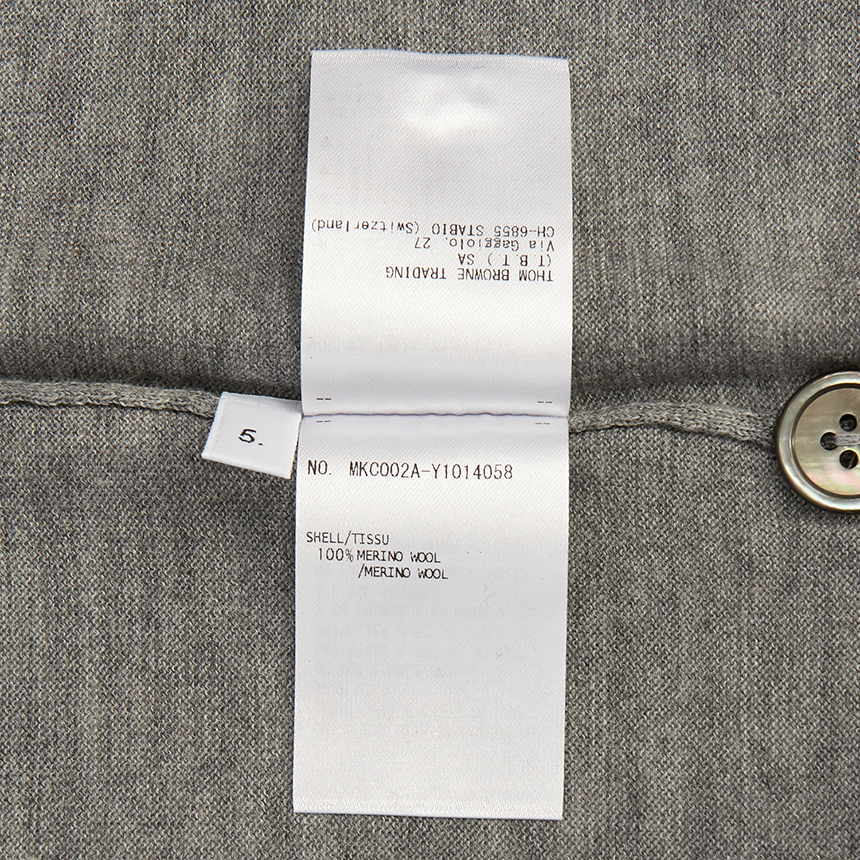 THOM BROWNE TRADING
(T.B.T.) SA
Via Gaggiolo, 27
CH-6855 STABIO (Switzerland)
5.
NO. MKC002A-Y1014058
SHELL/TISSU
100% MERINO WOOL
/MERINO WOOL